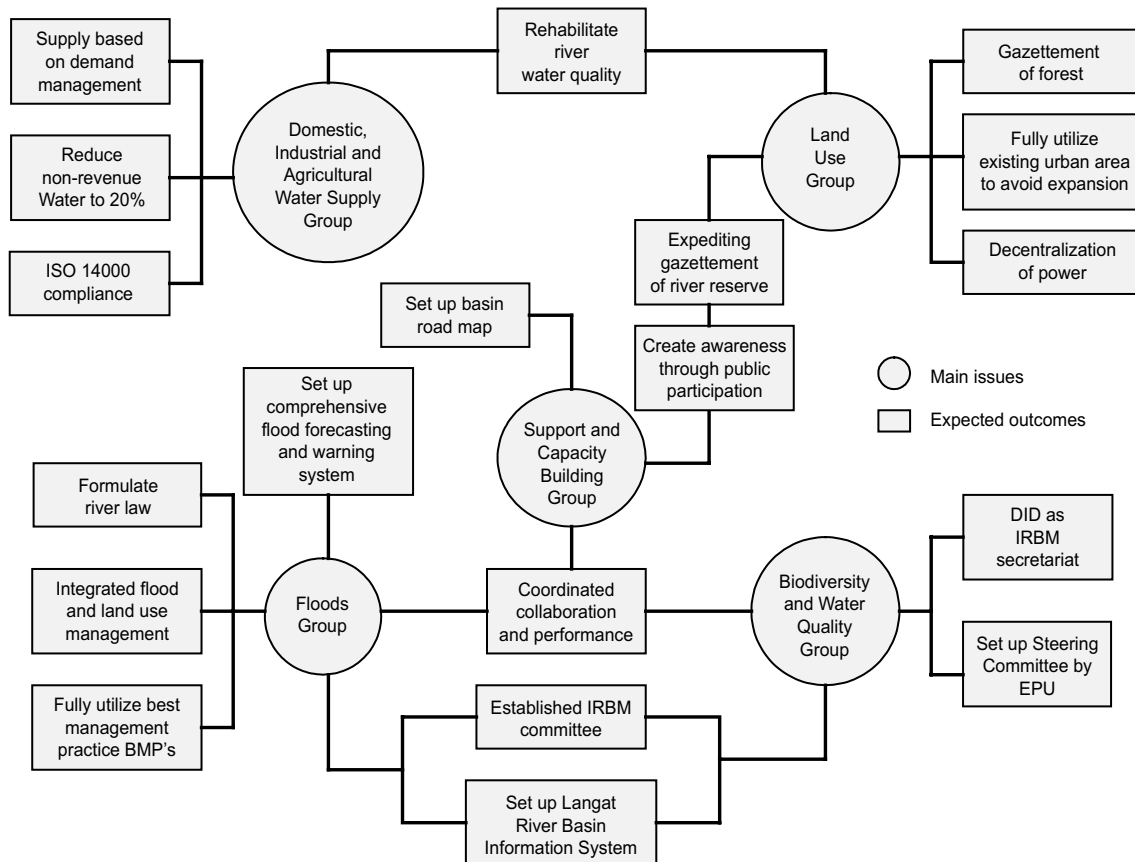 Supply based
on demand
management
Reduce
non-revenue
Water to 20%
ISO 14000
compliance
Domestic,
Industrial and
Agricultural
Water Supply
Group
Rehabilitate
river
water quality
Land
Use
Group
Gazettement
of forest
Fully utilize
existing urban area
to avoid expansion
Decentralization
of power
Expediting
gazettement
of river reserve
Create awareness
through public
participation
Set up basin
road map
Support and
Capacity
Building
Group
Main issues
Expected outcomes
Set up
comprehensive
flood forecasting
and warning
system
Formulate
river law
Integrated flood
and land use
management
Fully utilize best
management
practice BMP's
Floods
Group
Coordinated
collaboration
and performance
Biodiversity
and Water
Quality
Group
DID as
IRBM
secretariat
Set up Steering
Committee by
EPU
Established IRBM
committee
Set up Langat
River Basin
Information System